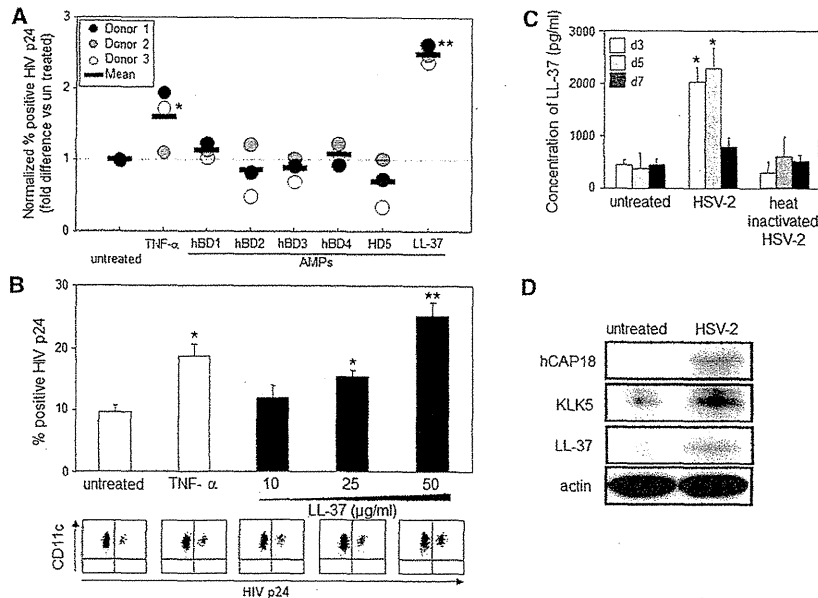 A
Normalized % positive HIV p24
(fold difference vs un treated)
3
2
1
0
Donor 1
Donor 2
Donor 3
Mean
*
**
untreated
TNF-α
hBD1
hBD2
hBD3
hBD4
HD5
LL-37
AMPs
B
% positive HIV p24
30
20
10
0
*
*
**
untreated
TNF- α
10
25
50
LL-37 (µg/ml)
CD11c
HIV p24
C
Concentration of LL-37 (pg/ml)
3000
2000
1000
0
d3
d5
d7
*
*
untreated
HSV-2
heat
inactivated
HSV-2
D
untreated
HSV-2
hCAP18
KLK5
LL-37
actin